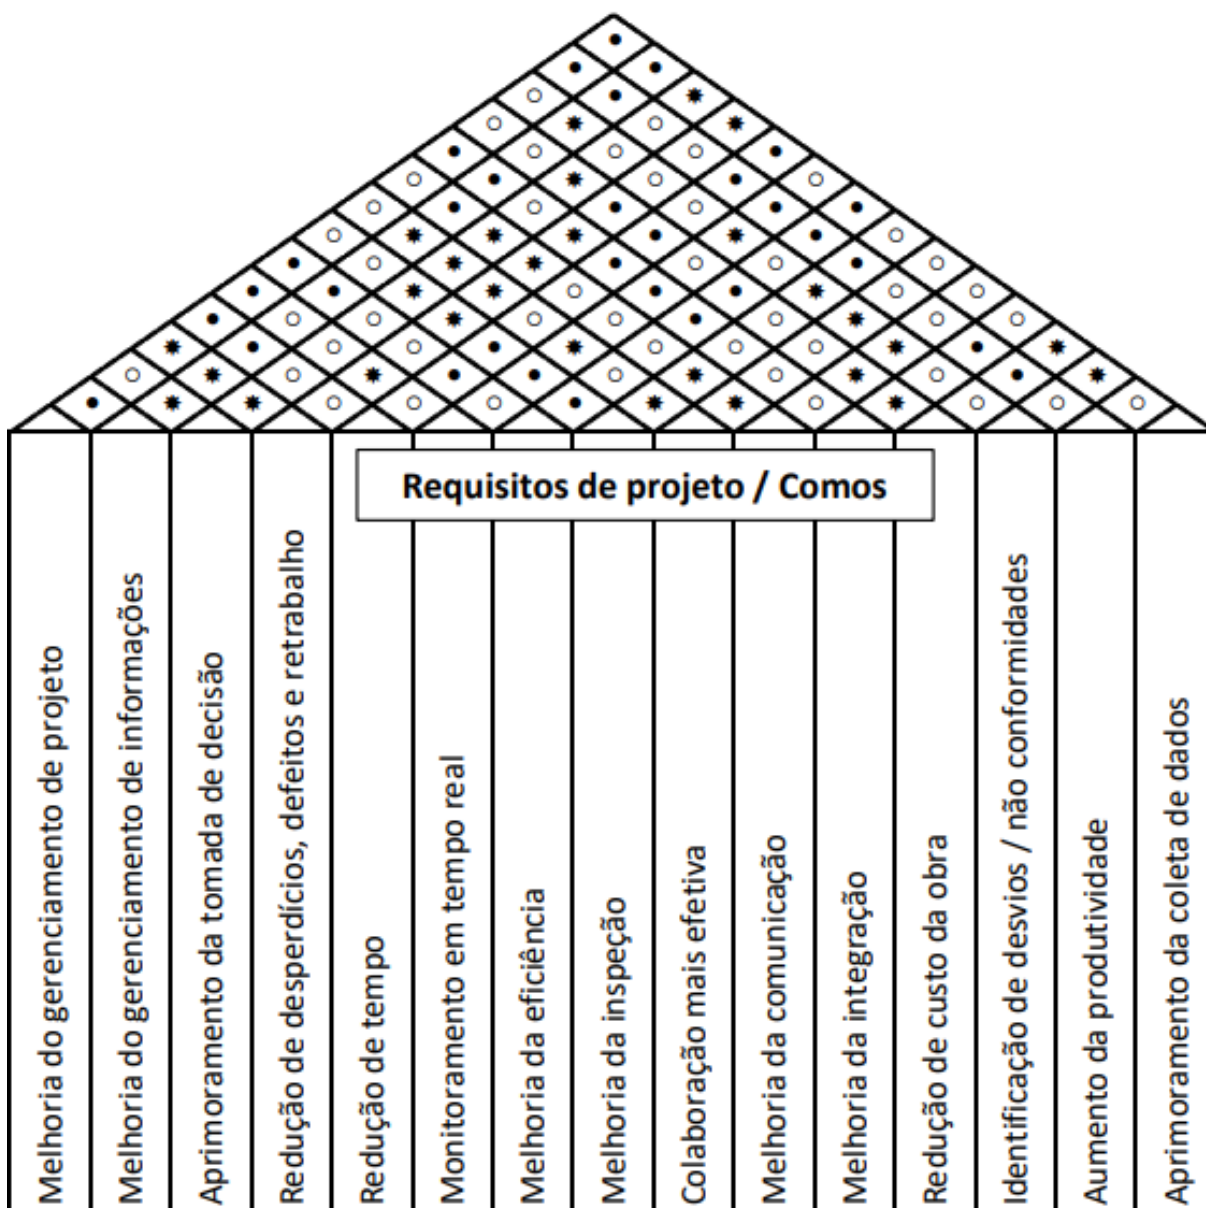 Requisitos de projeto / Comos
Melhoria do gerenciamento de projeto
Melhoria do gerenciamento de informações
Aprimoramento da tomada de decisão
Redução de desperdícios, defeitos e retrabalho
Redução de tempo
Monitoramento em tempo real
Melhoria da eficiência
Melhoria da inspeção
Colaboração mais efetiva
Melhoria da comunicação
Melhoria da integração
Redução de custo da obra
Identificação de desvios / não conformidades
Aumento da produtividade
Aprimoramento da coleta de dados